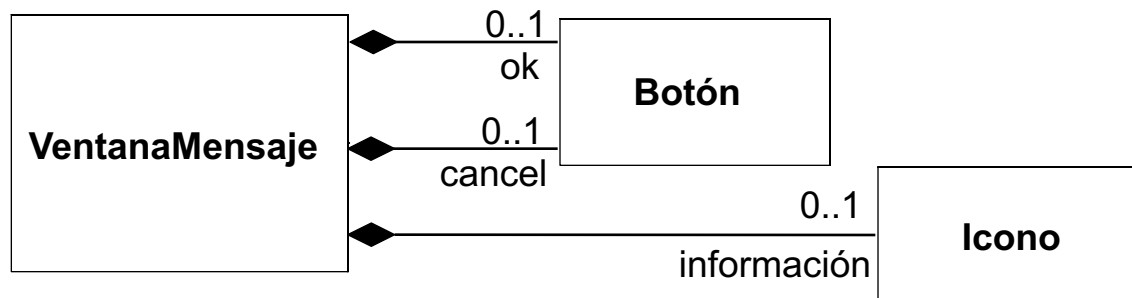 0..1
ok
Botón
VentanaMensaje
0..1
cancel
0..1
Icono
información